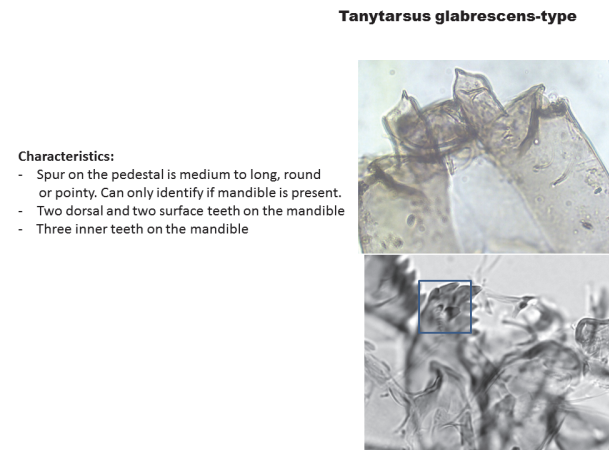 Tanytarsus glabrescens-type
Characteristics:
- Spur on the pedestal is medium to long, round
or pointy. Can only identify if mandible is present.
- Two dorsal and two surface teeth on the mandible
- Three inner teeth on the mandible